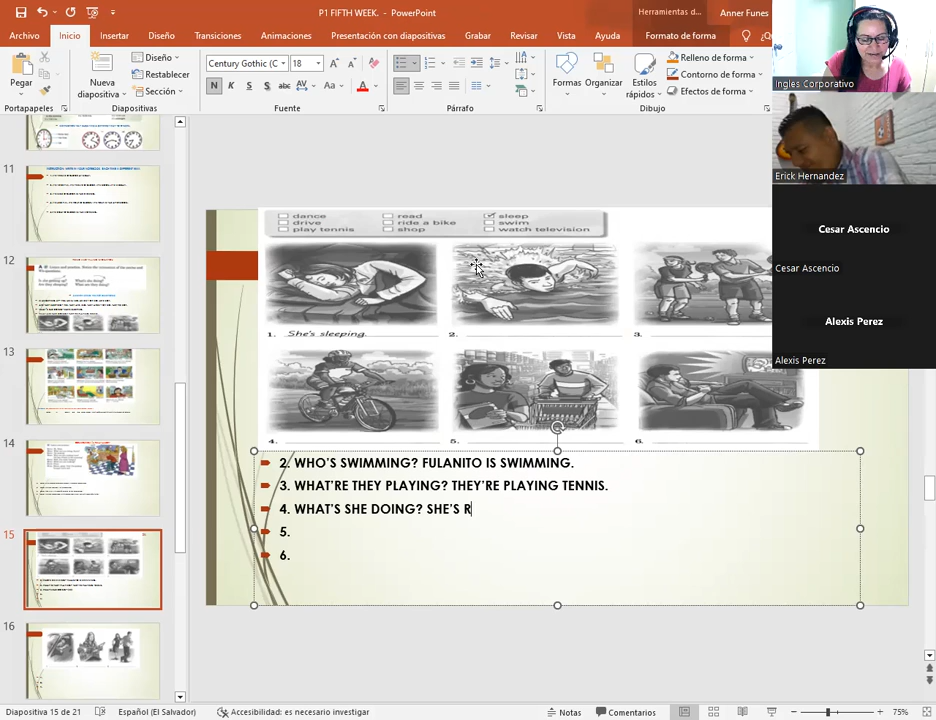 P1 FIFTH WEEK. - PowerPoint
Herramientas d...
Anner Funes
Archivo Inicio Insertar Diseño Transiciones Animaciones Presentación con diapositivas Grabar Revisar Vista Ayuda Formato de forma
Pegar
Nueva diapositiva
Diseño
Restablecer
Sección
Century Gothic (C
18
N K S
Aa
A
Formas
Organizar
Estilos rápidos
Relleno de forma
Contorno de forma
Efectos de forma
Portapapeles
Diapositivas
Fuente
Párrafo
Dibujo
Ingles Corporativo
Erick Hernandez
Cesar Ascencio
Cesar Ascencio
Alexis Perez
Alexis Perez
11
12
13
14
15
16
dance read sleep
drive ride a bike swim
play tennis shop watch television
1. She's sleeping. 2. 3.
4. 5. 6.
2. WHO'S SWIMMING? FULANITO IS SWIMMING.
3. WHAT'RE THEY PLAYING? THEY'RE PLAYING TENNIS.
4. WHAT'S SHE DOING? SHE'S R
5.
6.
Diapositiva 15 de 21
Español (El Salvador)
Accesibilidad: es necesario investigar
Notas
Comentarios
75%